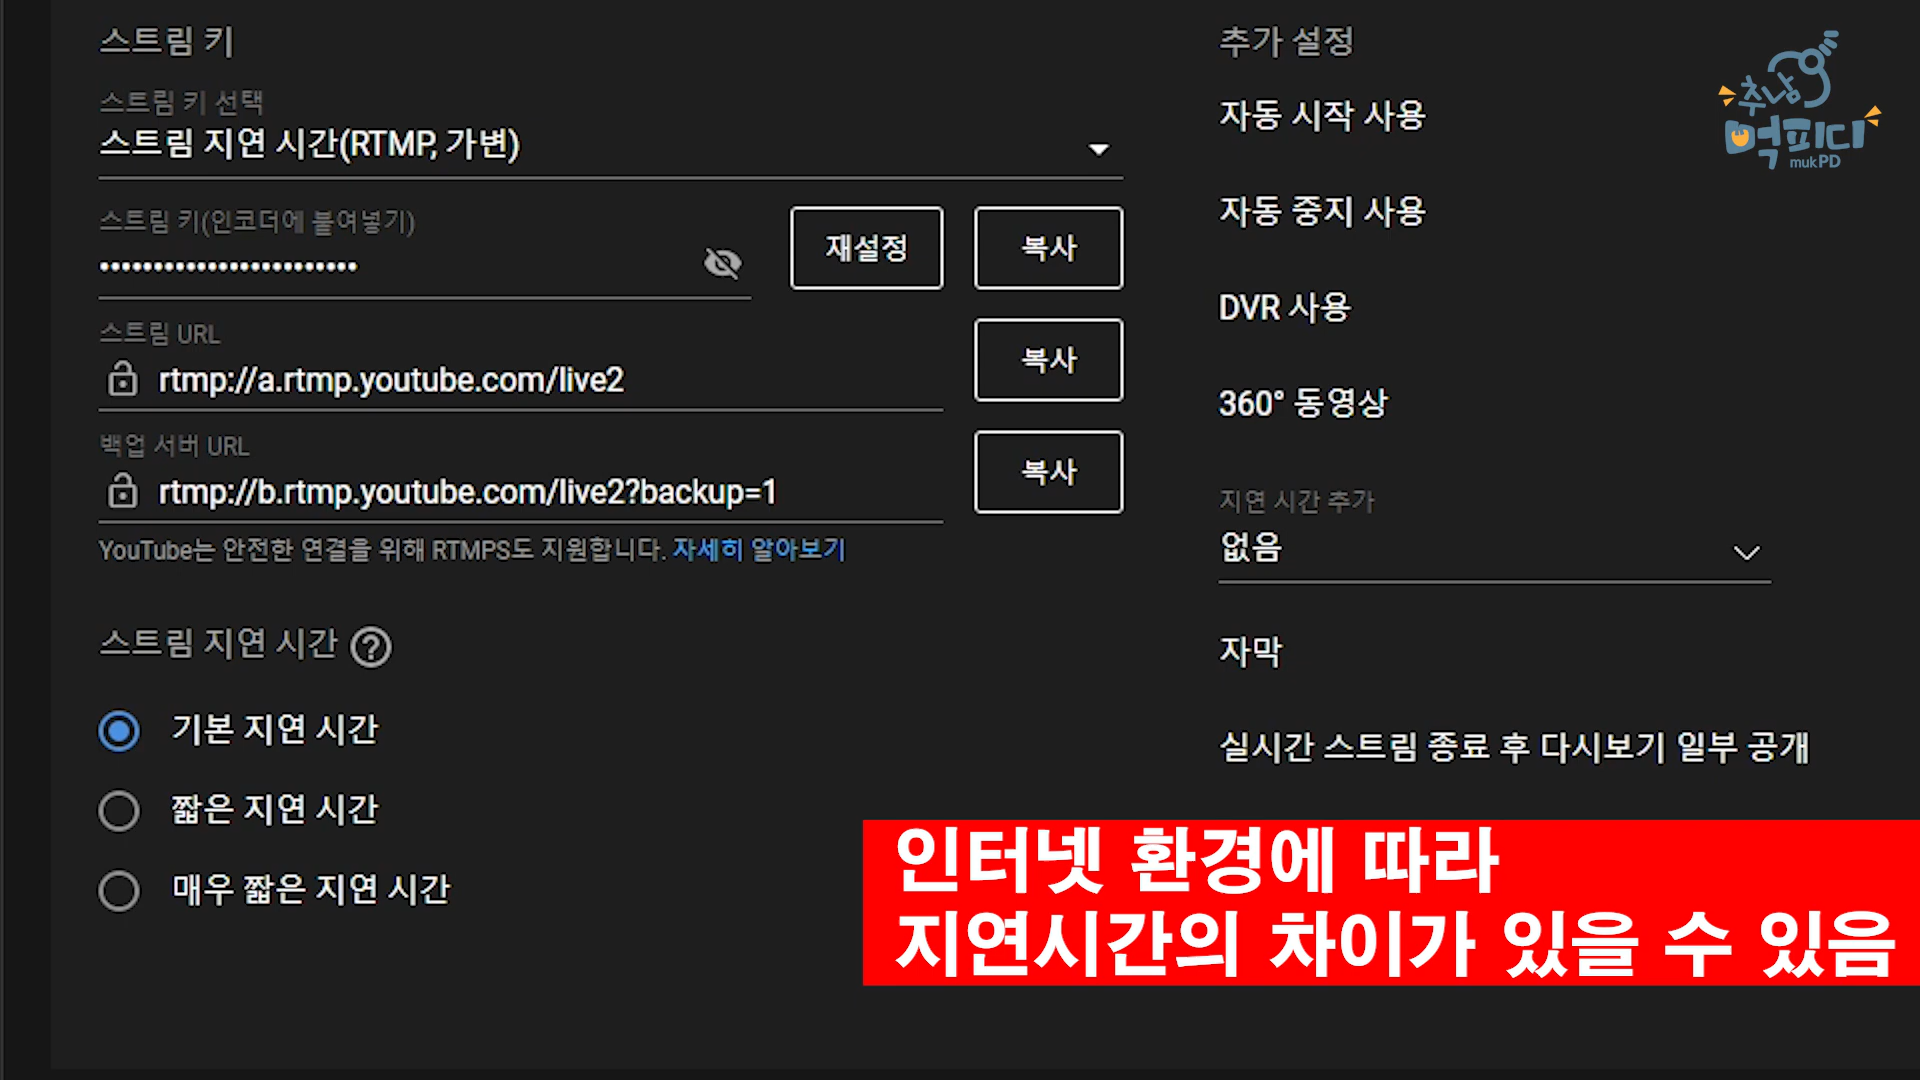 스트림 키
스트림 키 선택
스트림 지연 시간(RTMP, 가변)
스트림 키(인코더에 붙여넣기)
••••••••••••••••••••••••
재설정
복사
스트림 URL
rtmp://a.rtmp.youtube.com/live2
복사
백업 서버 URL
rtmp://b.rtmp.youtube.com/live2?backup=1
복사
YouTube는 안전한 연결을 위해 RTMPS도 지원합니다. 자세히 알아보기
스트림 지연 시간
기본 지연 시간
짧은 지연 시간
매우 짧은 지연 시간
추가 설정
자동 시작 사용
자동 중지 사용
DVR 사용
360° 동영상
지연 시간 추가
없음
자막
실시간 스트림 종료 후 다시보기 일부 공개
추냥
먹피디
mukPD
인터넷 환경에 따라
지연시간의 차이가 있을 수 있음